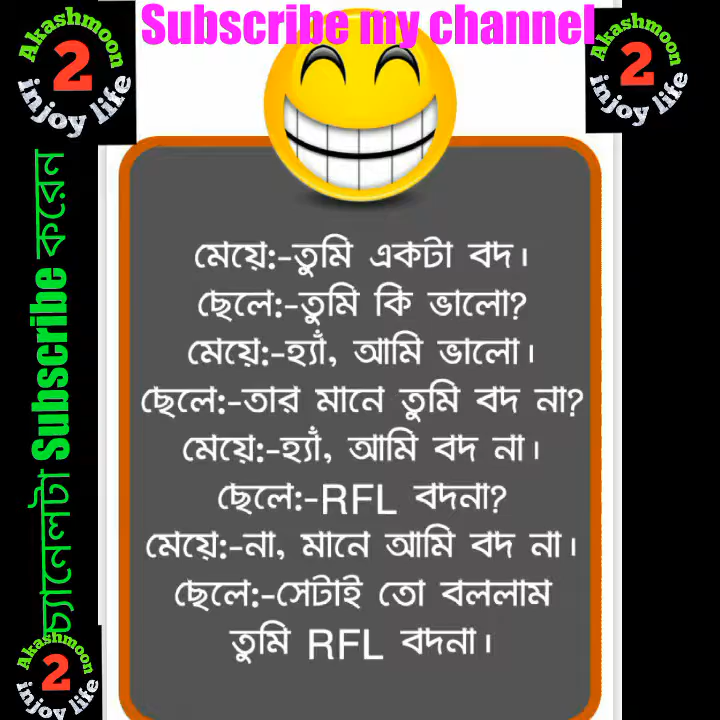 Subscribe my channel
Akashmoon
2
injoy life
Akashmoon
2
injoy life
চ্যানেলটা Subscribe করেন
মেয়ে:-তুমি একটা বদ।
ছেলে:-তুমি কি ভালো?
মেয়ে:-হ্যাঁ, আমি ভালো।
ছেলে:-তার মানে তুমি বদ না?
মেয়ে:-হ্যাঁ, আমি বদ না।
ছেলে:-RFL বদনা?
মেয়ে:-না, মানে আমি বদ না।
ছেলে:-সেটাই তো বললাম
তুমি RFL বদনা।
Akashmoon
2
injoy life